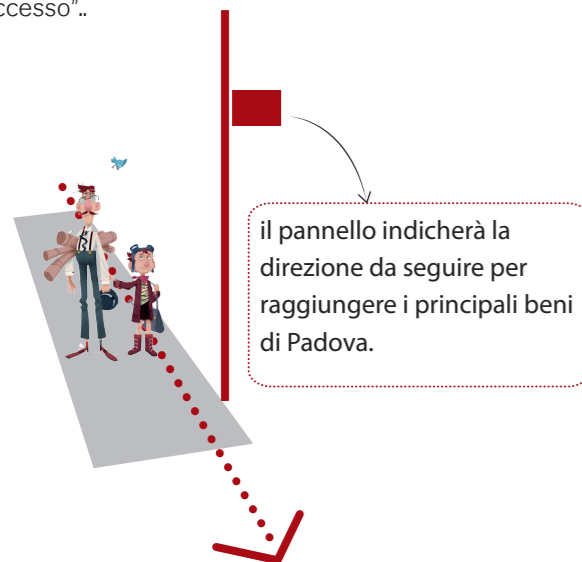 ccesso”..
il pannello indicherà la
direzione da seguire per
raggiungere i principali beni
di Padova.